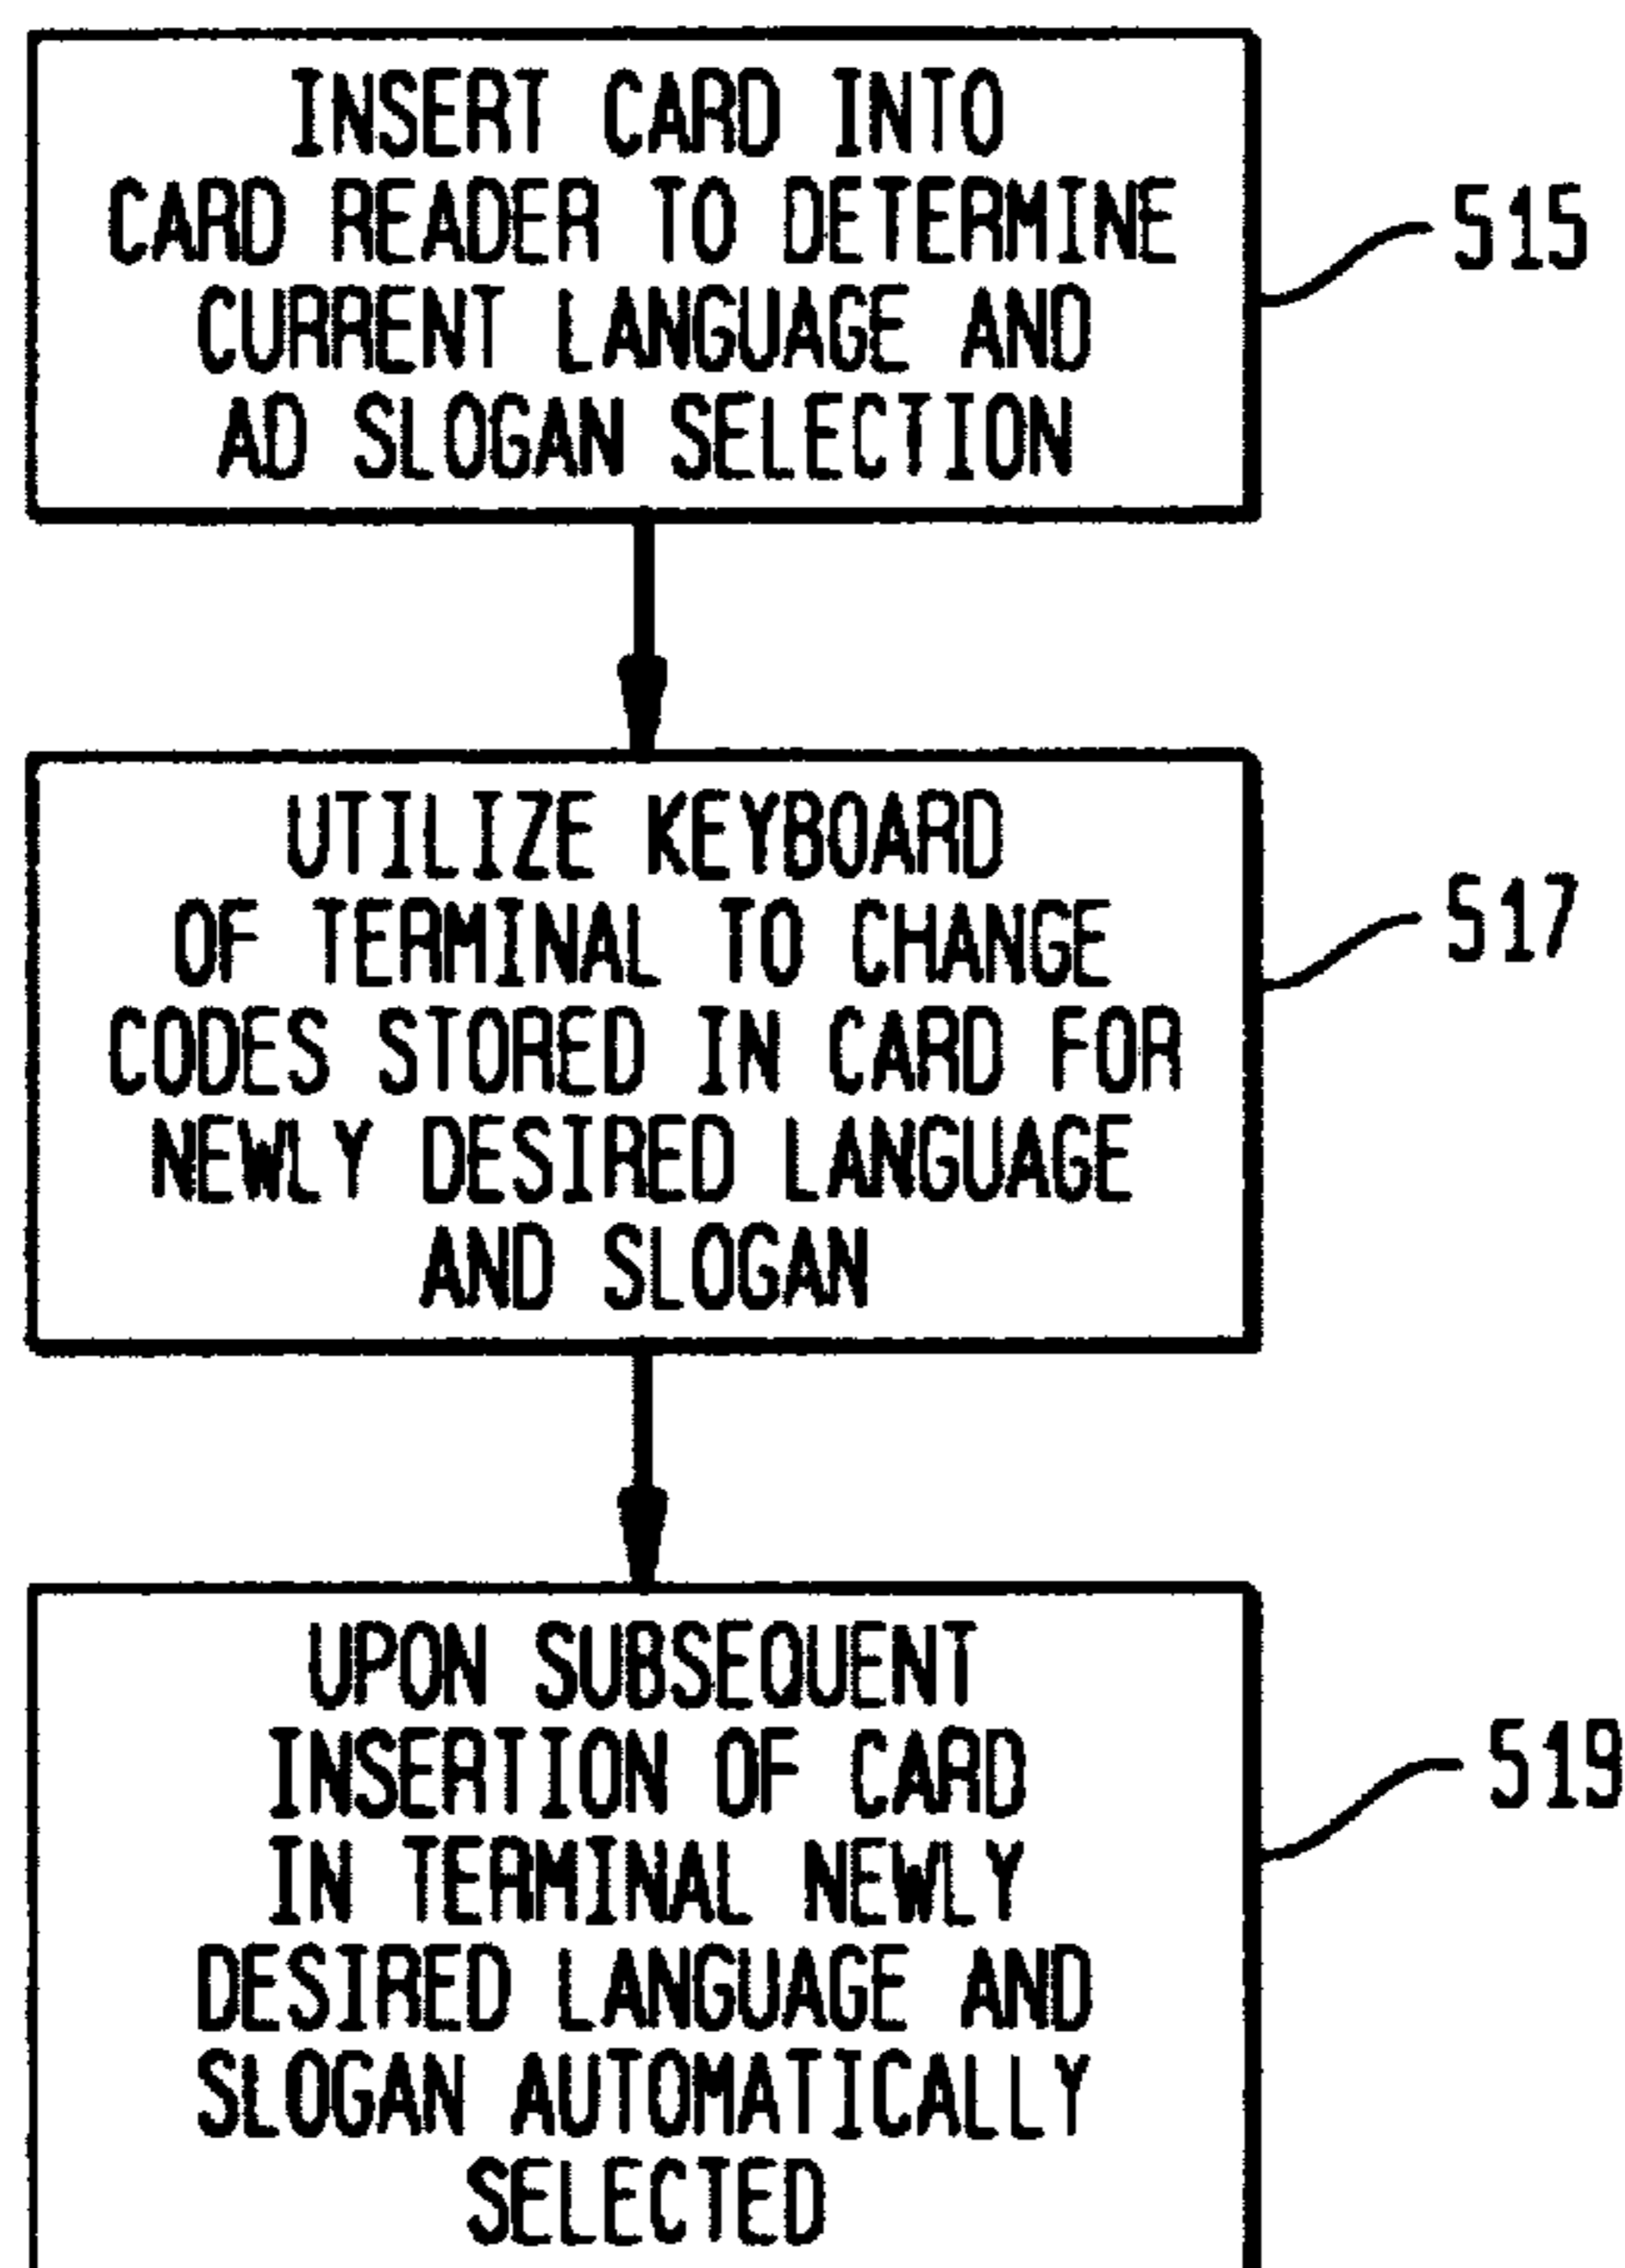 INSERT CARD INTO
CARD READER TO DETERMINE
CURRENT LANGUAGE AND
AD SLOGAN SELECTION
515
UTILIZE KEYBOARD
OF TERMINAL TO CHANGE
CODES STORED IN CARD FOR
NEWLY DESIRED LANGUAGE
AND SLOGAN
517
UPON SUBSEQUENT
INSERTION OF CARD
IN TERMINAL NEWLY
DESIRED LANGUAGE AND
SLOGAN AUTOMATICALLY
SELECTED
519